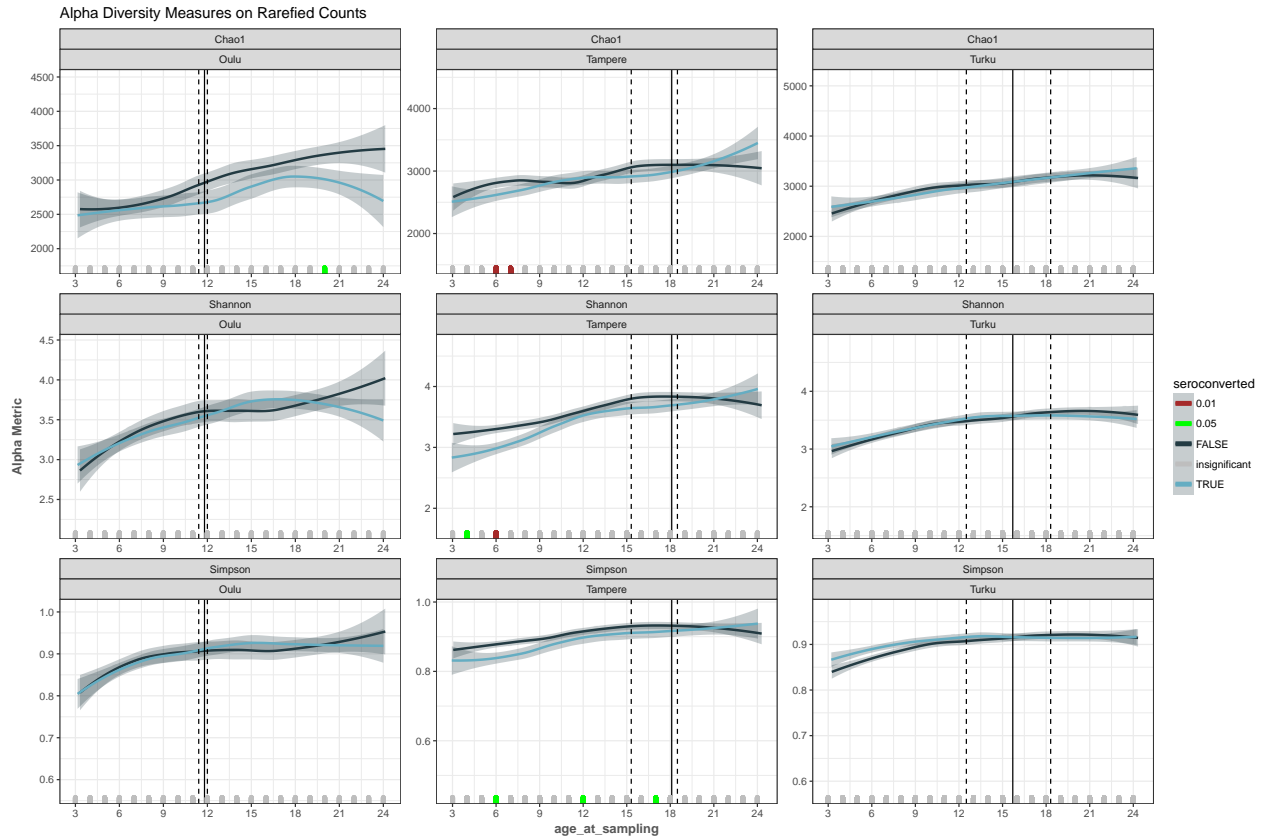 Alpha Diversity Measures on Rarefied Counts
Chao1
Oulu
4500
4000
3500
3000
2500
2000
3 6 9 12 15 18 21 24
Chao1
Tampere
4000
3000
2000
3 6 9 12 15 18 21 24
Chao1
Turku
5000
4000
3000
2000
3 6 9 12 15 18 21 24
Shannon
Oulu
4.5
4.0
3.5
3.0
2.5
3 6 9 12 15 18 21 24
Shannon
Tampere
4
3
2
3 6 9 12 15 18 21 24
Shannon
Turku
4
3
2
3 6 9 12 15 18 21 24
Simpson
Oulu
1.0
0.9
0.8
0.7
0.6
3 6 9 12 15 18 21 24
Simpson
Tampere
1.0
0.8
0.6
3 6 9 12 15 18 21 24
Simpson
Turku
0.9
0.8
0.7
0.6
3 6 9 12 15 18 21 24
Alpha Metric
age_at_sampling
seroconverted
0.01
0.05
FALSE
insignificant
TRUE